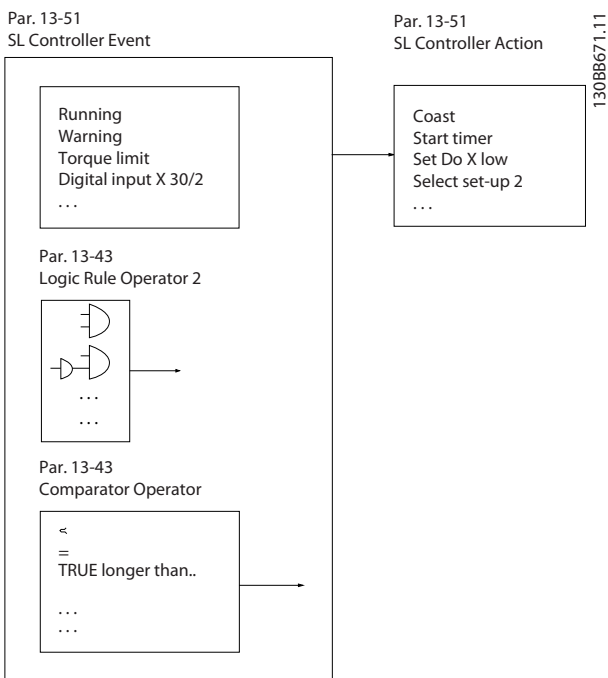 Par. 13-51
SL Controller Event
Running
Warning
Torque limit
Digital input X 30/2
. . .
Par. 13-43
Logic Rule Operator 2
. . .
. . .
Par. 13-43
Comparator Operator
<
=
TRUE longer than..
. . .
. . .
Par. 13-51
SL Controller Action
Coast
Start timer
Set Do X low
Select set-up 2
. . .
130BB671.11